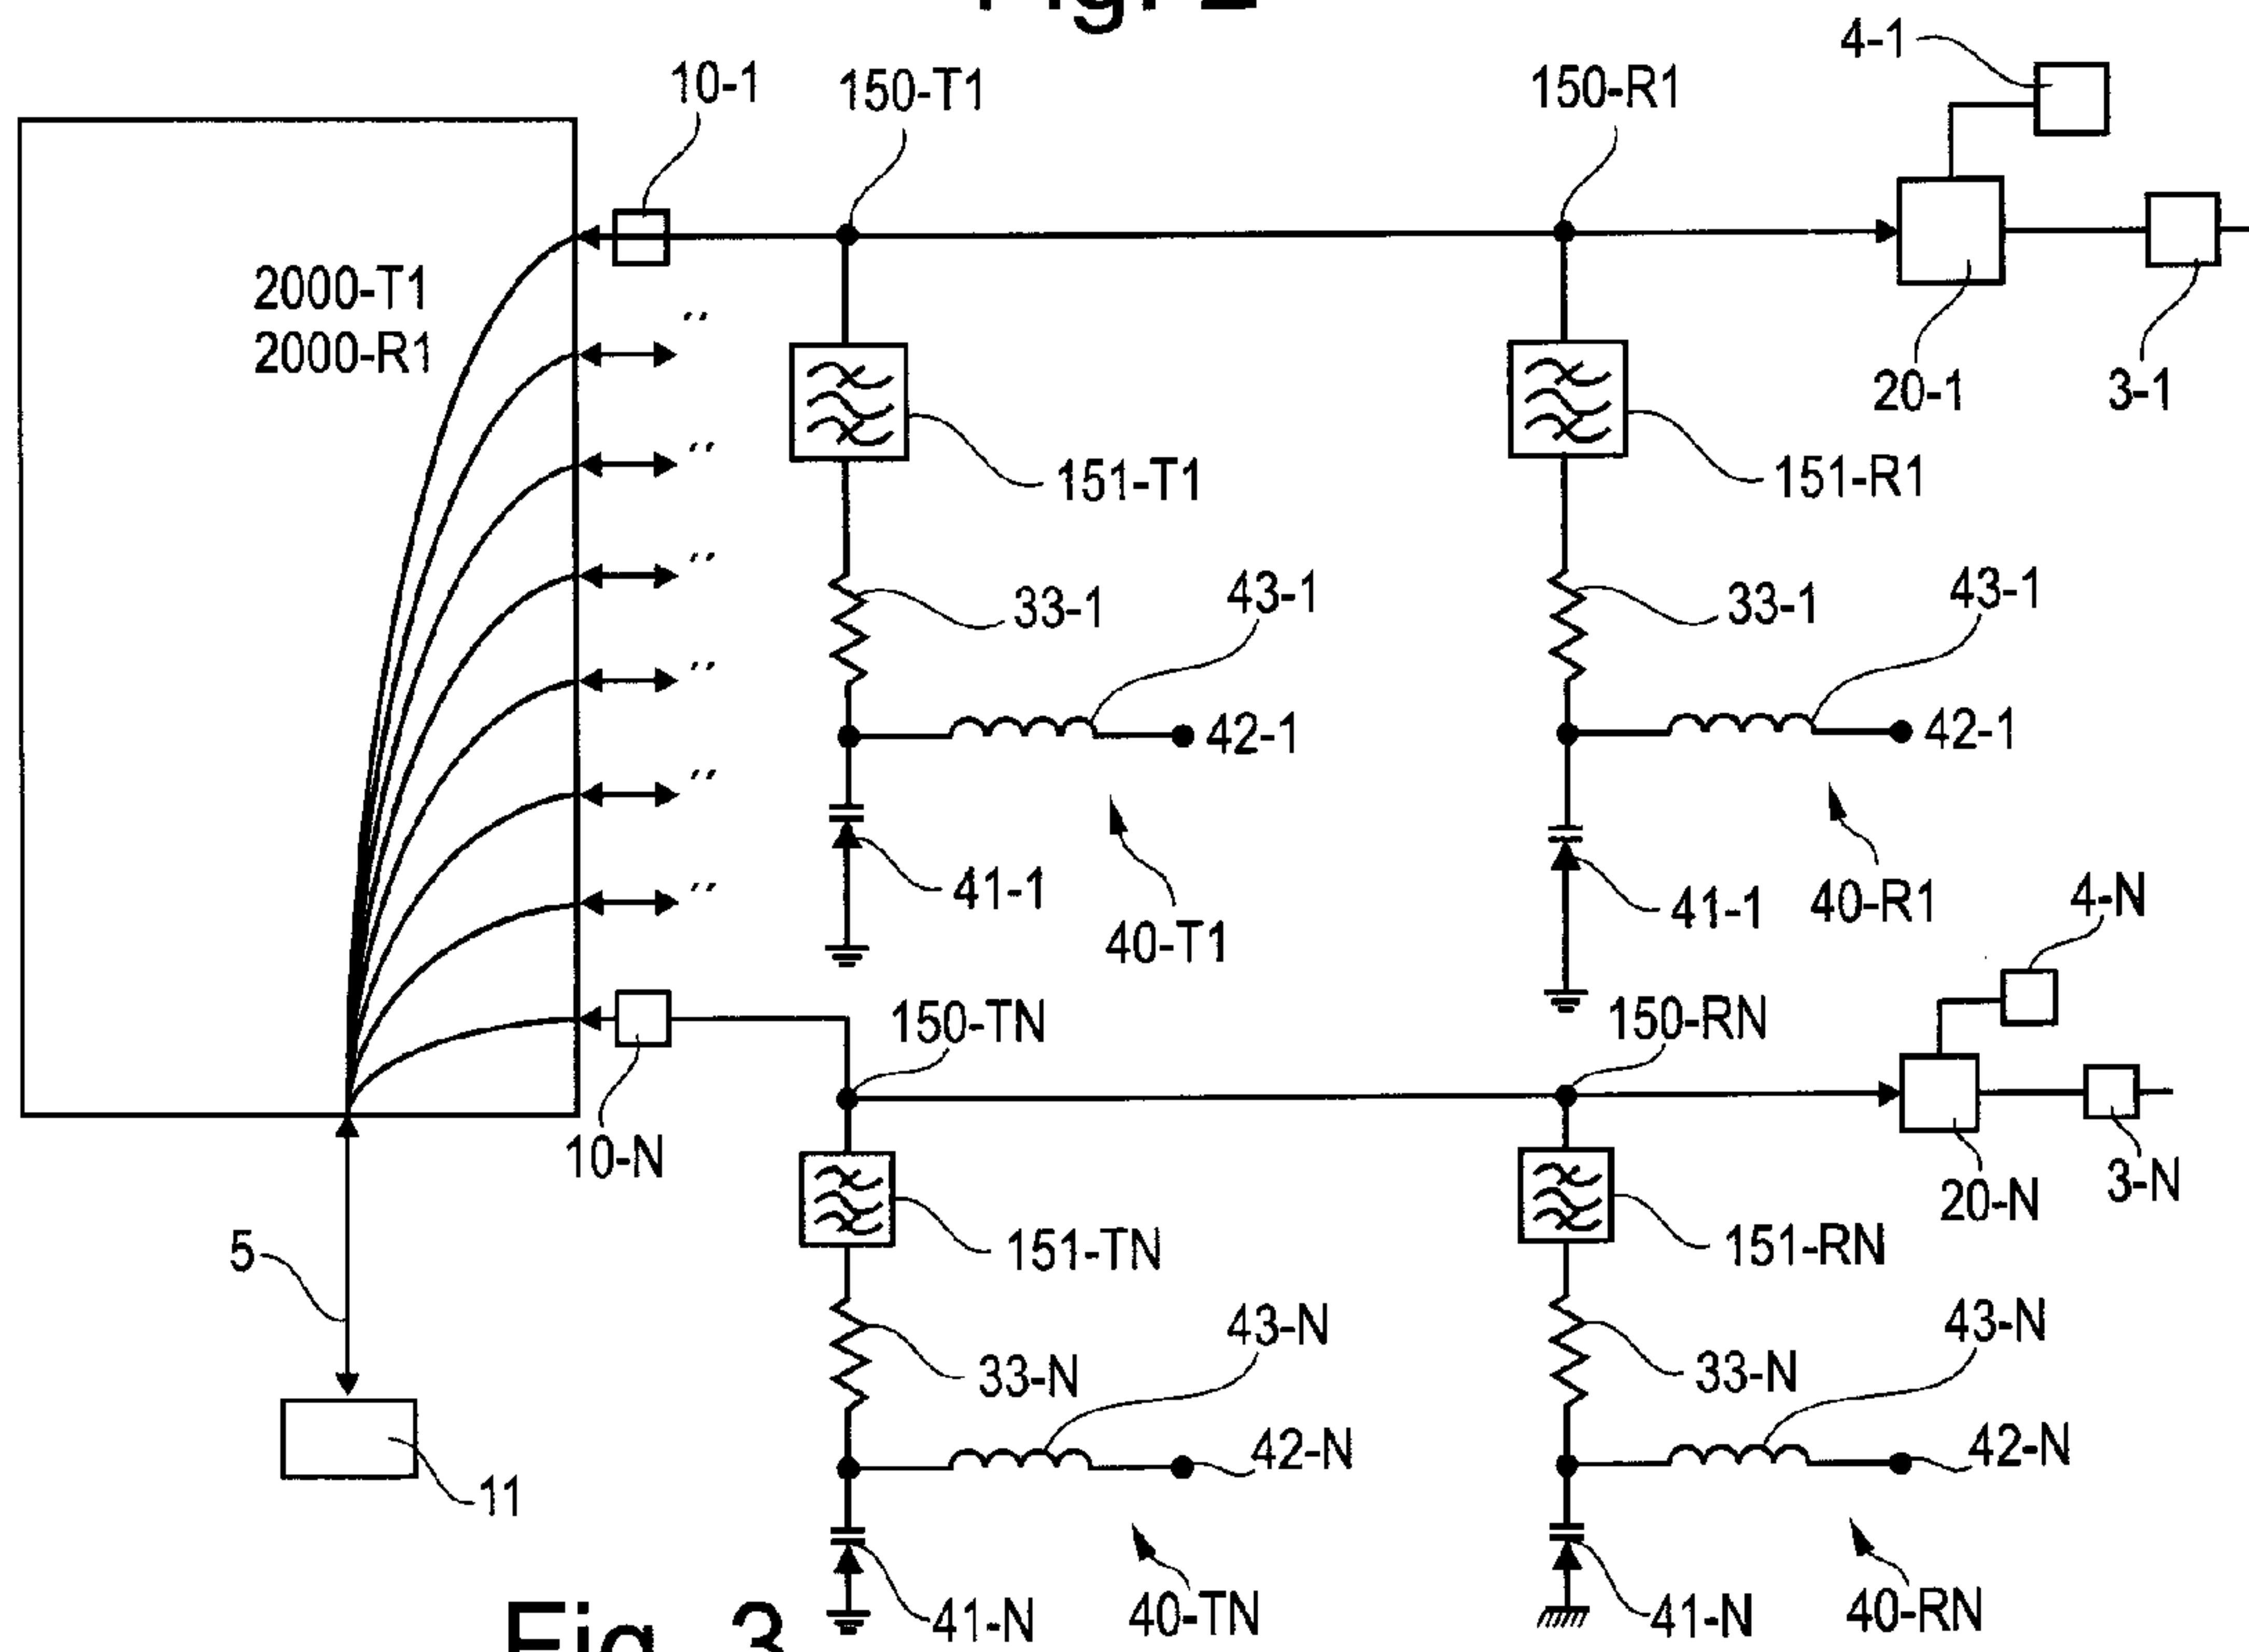 Fig. 2
4-1
10-1
150-T1
150-R1
2000-T1
2000-R1
"
20-1
3-1
"
151-T1
151-R1
"
33-1
43-1
33-1
43-1
"
42-1
42-1
"
41-1
40-T1
41-1
40-R1
4-N
"
150-TN
150-RN
10-N
20-N
3-N
5
151-TN
151-RN
43-N
43-N
33-N
33-N
42-N
42-N
11
41-N
40-TN
41-N
40-RN
Fig. 3